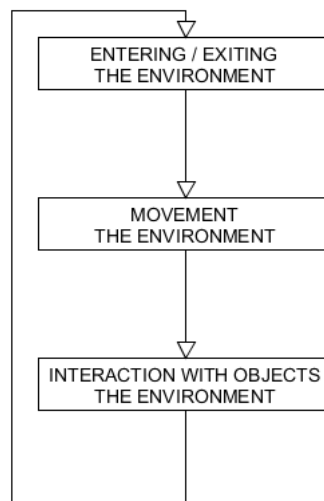 ENTERING / EXITING
THE ENVIRONMENT
MOVEMENT
THE ENVIRONMENT
INTERACTION WITH OBJECTS
THE ENVIRONMENT